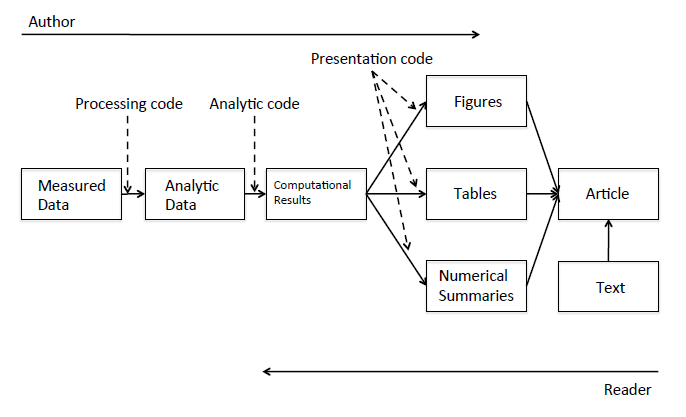 Author
Presentation code
Processing code
Analytic code
Figures
Measured
Data
Analytic
Data
Computational
Results
Tables
Article
Numerical
Summaries
Text
Reader